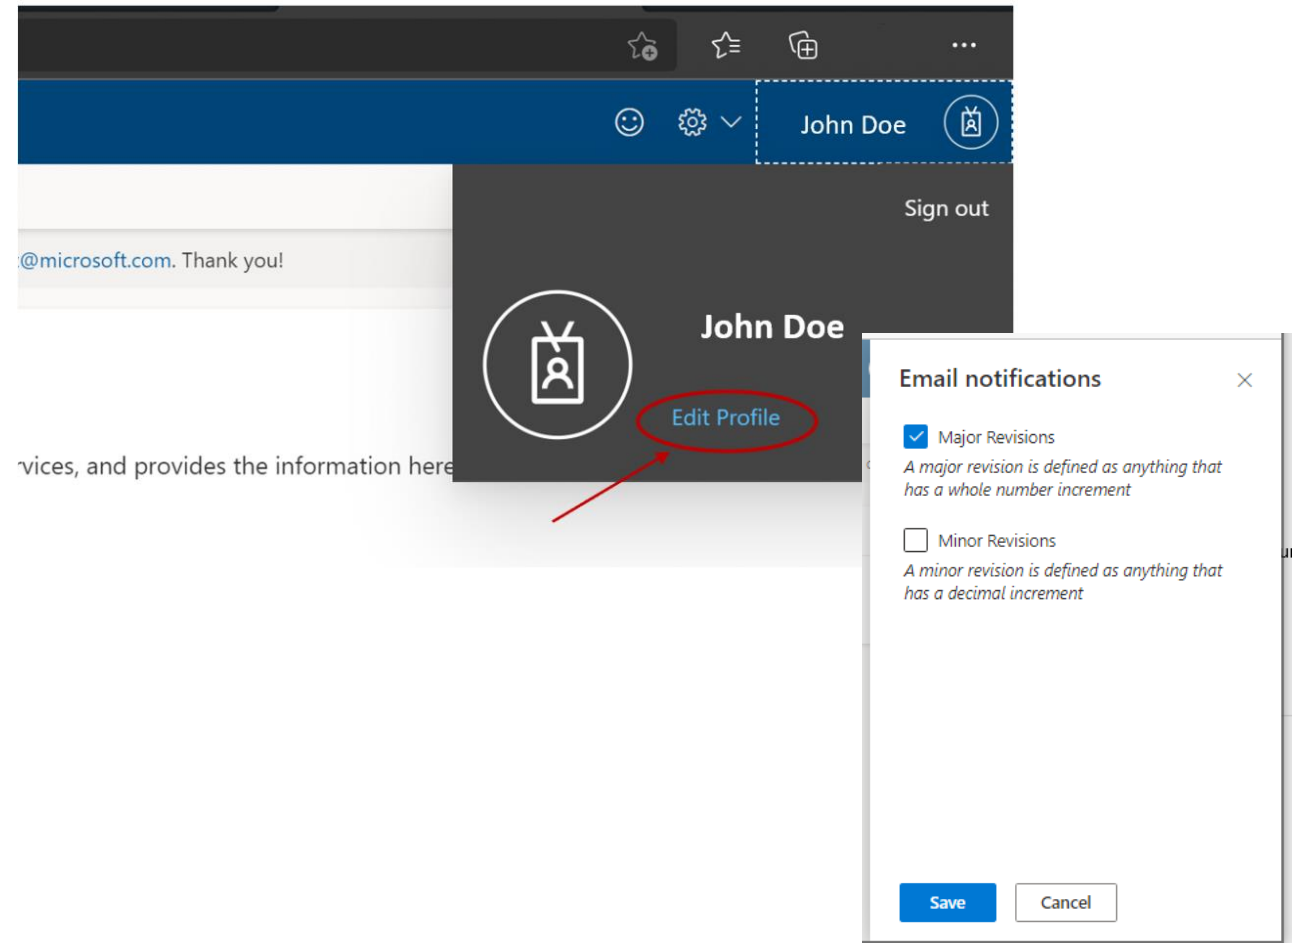 John Doe
Sign out
:@microsoft.com. Thank you!
John Doe
Edit Profile
vices, and provides the information here
Email notifications
Major Revisions
A major revision is defined as anything that
has a whole number increment
Minor Revisions
A minor revision is defined as anything that
has a decimal increment
Save
Cancel